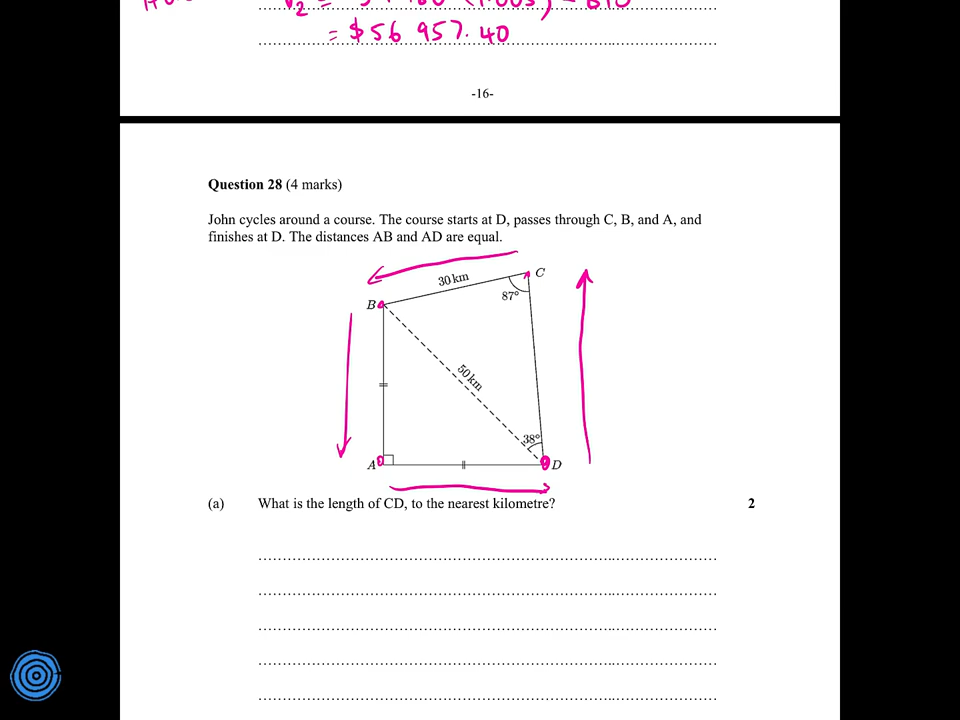 = $56 957.40
-16-
Question 28 (4 marks)
John cycles around a course. The course starts at D, passes through C, B, and A, and
finishes at D. The distances AB and AD are equal.
C
30 km
87°
B
50 km
38°
A
D
(a) What is the length of CD, to the nearest kilometre? 2